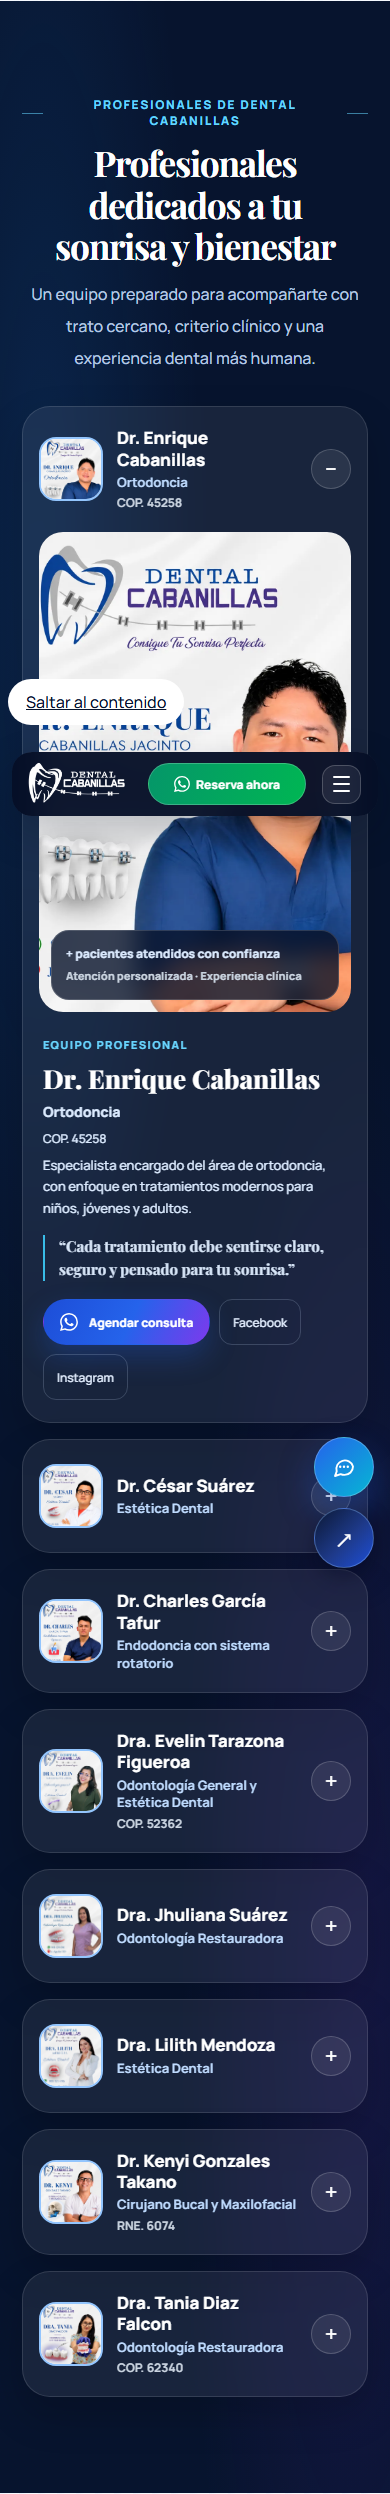 PROFESIONALES DE DENTAL
CABANILLAS
Profesionales
dedicados a tu
sonrisa y bienestar
Un equipo preparado para acompañarte con
trato cercano, criterio clínico y una
experiencia dental más humana.
Dr. Enrique
Cabanillas
Ortodoncia
COP. 45258
−
DENTAL
CABANILLAS
Consigue Tu Sonrisa Perfecta
Saltar al contenido
CABANILLAS JACINTO
DENTAL
CABANILLAS
Reserva ahora
+ pacientes atendidos con confianza
Atención personalizada · Experiencia clínica
EQUIPO PROFESIONAL
Dr. Enrique Cabanillas
Ortodoncia
COP. 45258
Especialista encargado del área de ortodoncia,
con enfoque en tratamientos modernos para
niños, jóvenes y adultos.
“Cada tratamiento debe sentirse claro,
seguro y pensado para tu sonrisa.”
Agendar consulta
Facebook
Instagram
Dr. César Suárez
Estética Dental
+
Dr. Charles García
Tafur
Endodoncia con sistema
rotatorio
+
Dra. Evelin Tarazona
Figueroa
Odontología General y
Estética Dental
COP. 52362
+
Dra. Jhuliana Suárez
Odontología Restauradora
+
Dra. Lilith Mendoza
Estética Dental
+
Dr. Kenyi Gonzales
Takano
Cirujano Bucal y Maxilofacial
RNE. 6074
+
Dra. Tania Diaz
Falcon
Odontología Restauradora
COP. 62340
+